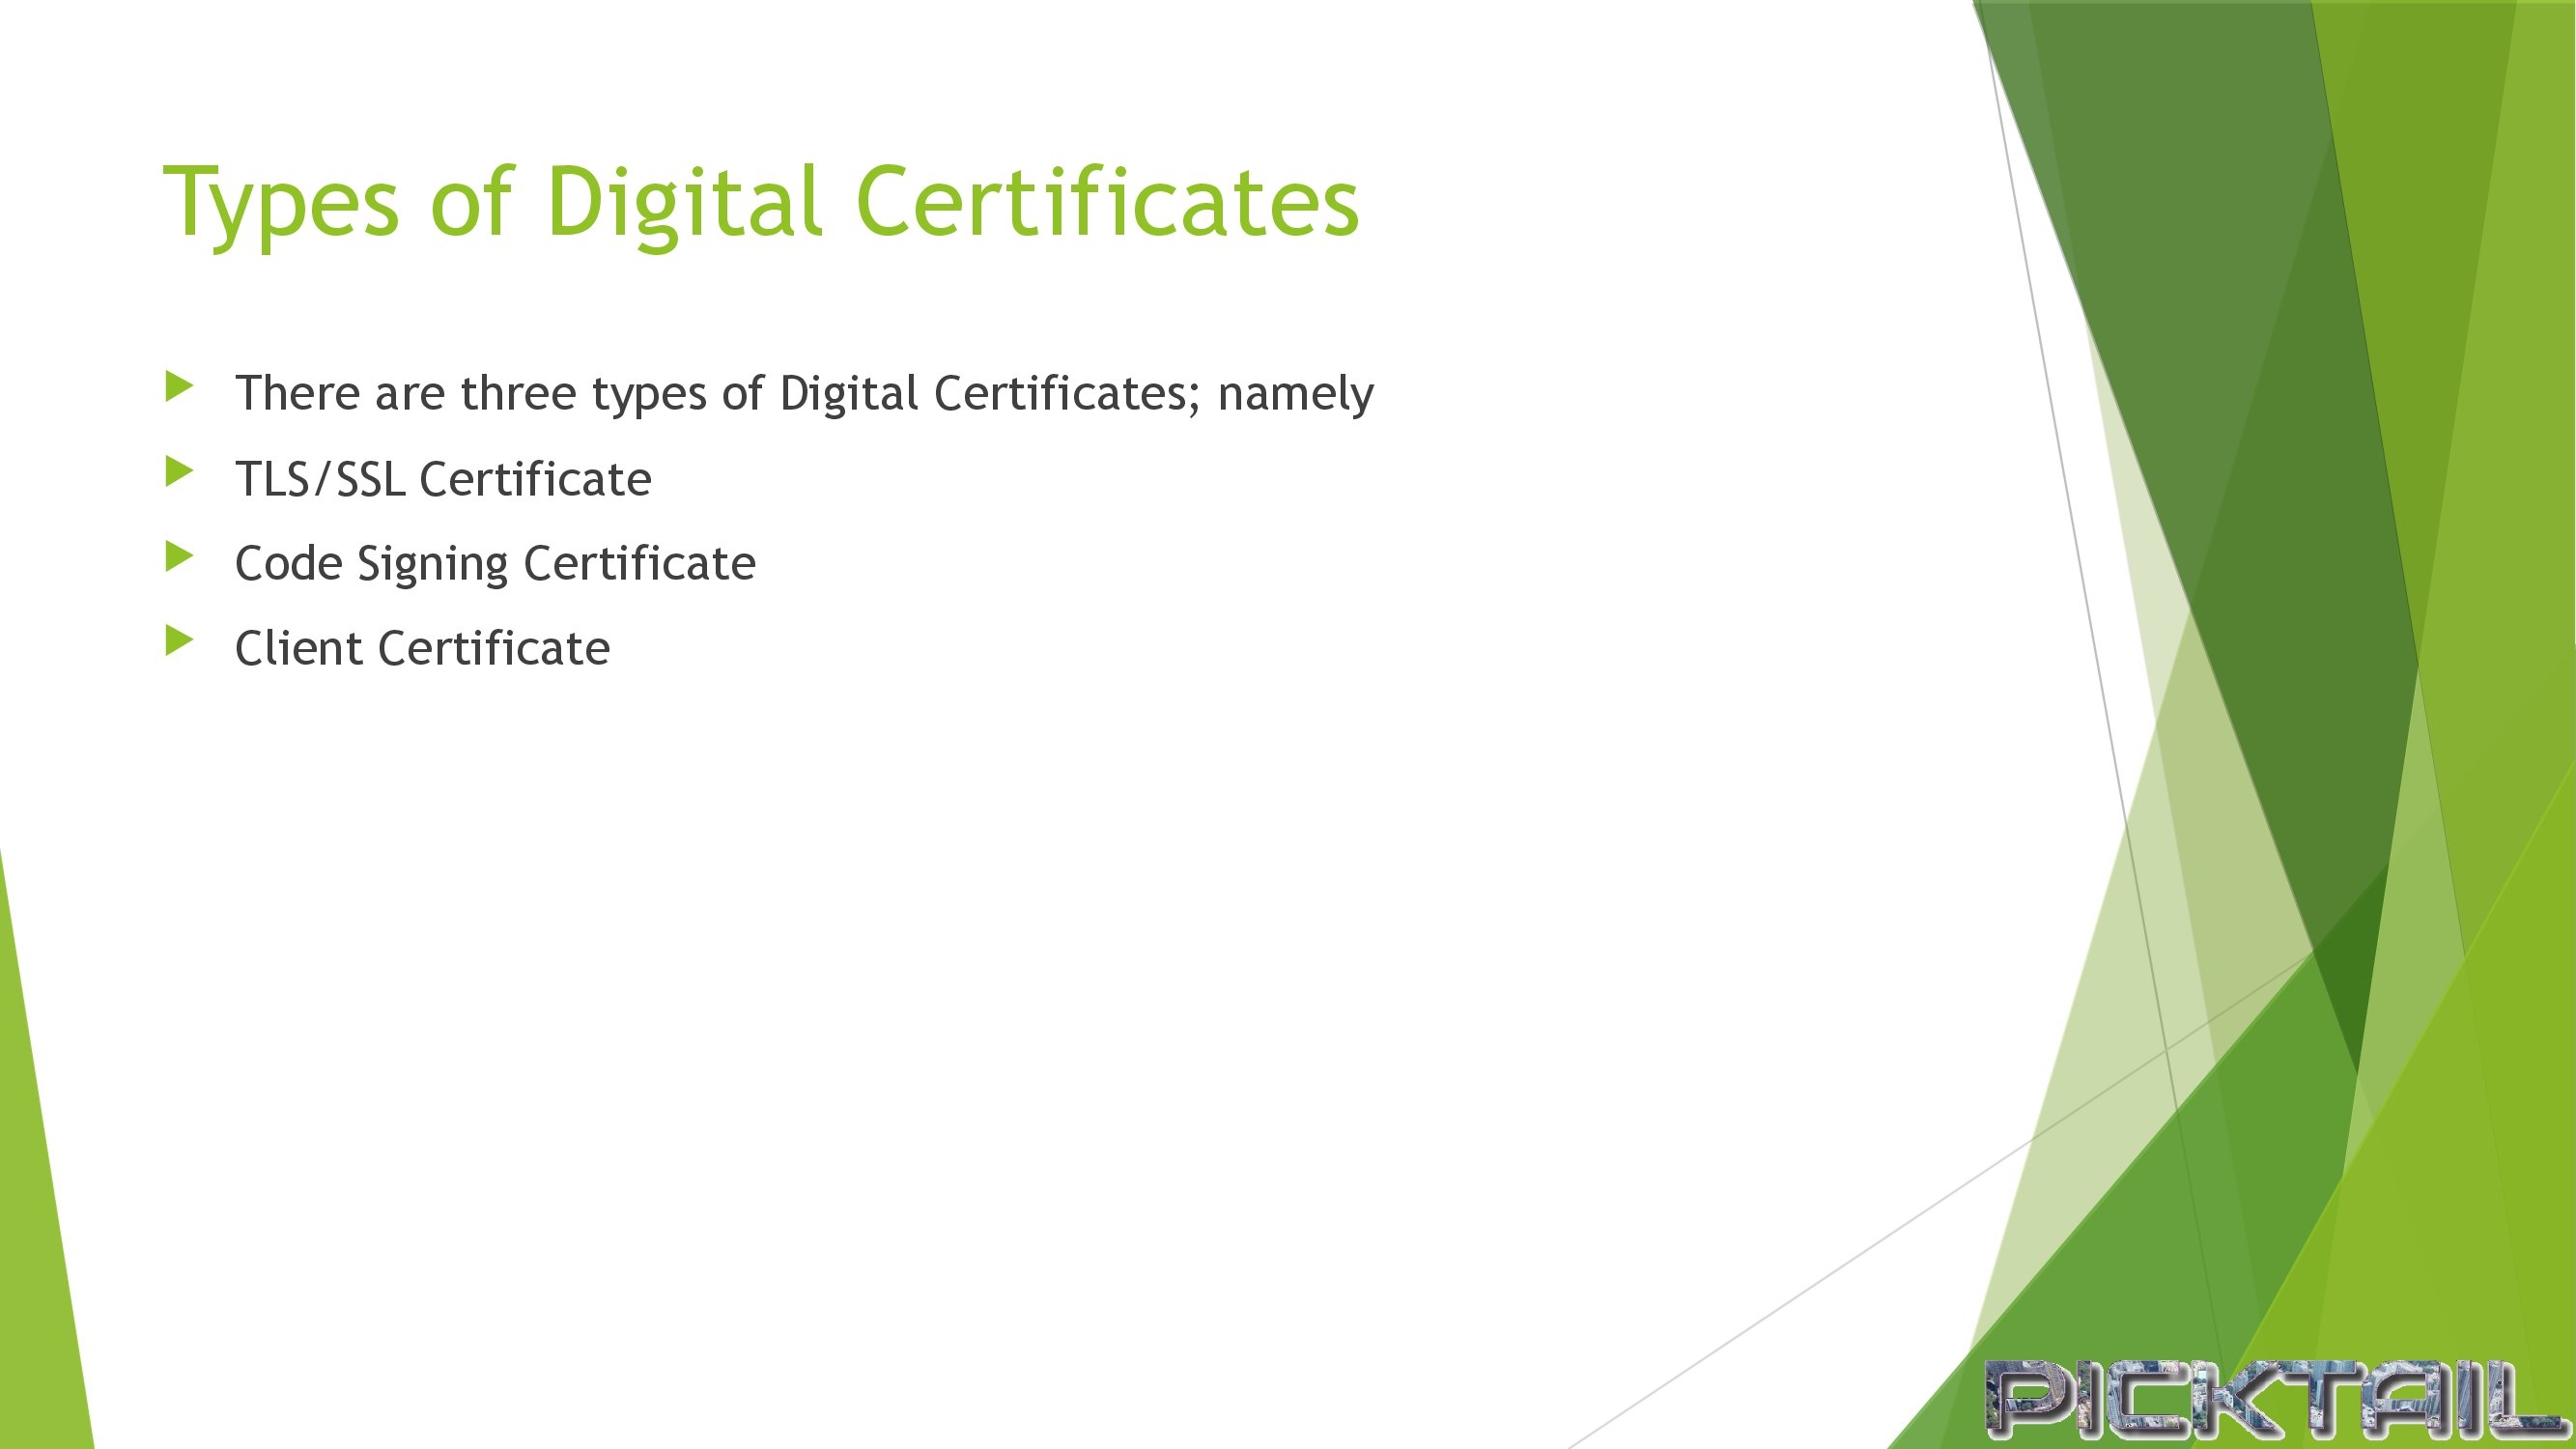 Types of Digital Certificates
There are three types of Digital Certificates; namely
TLS/SSL Certificate
Code Signing Certificate
Client Certificate
PICKTAIL